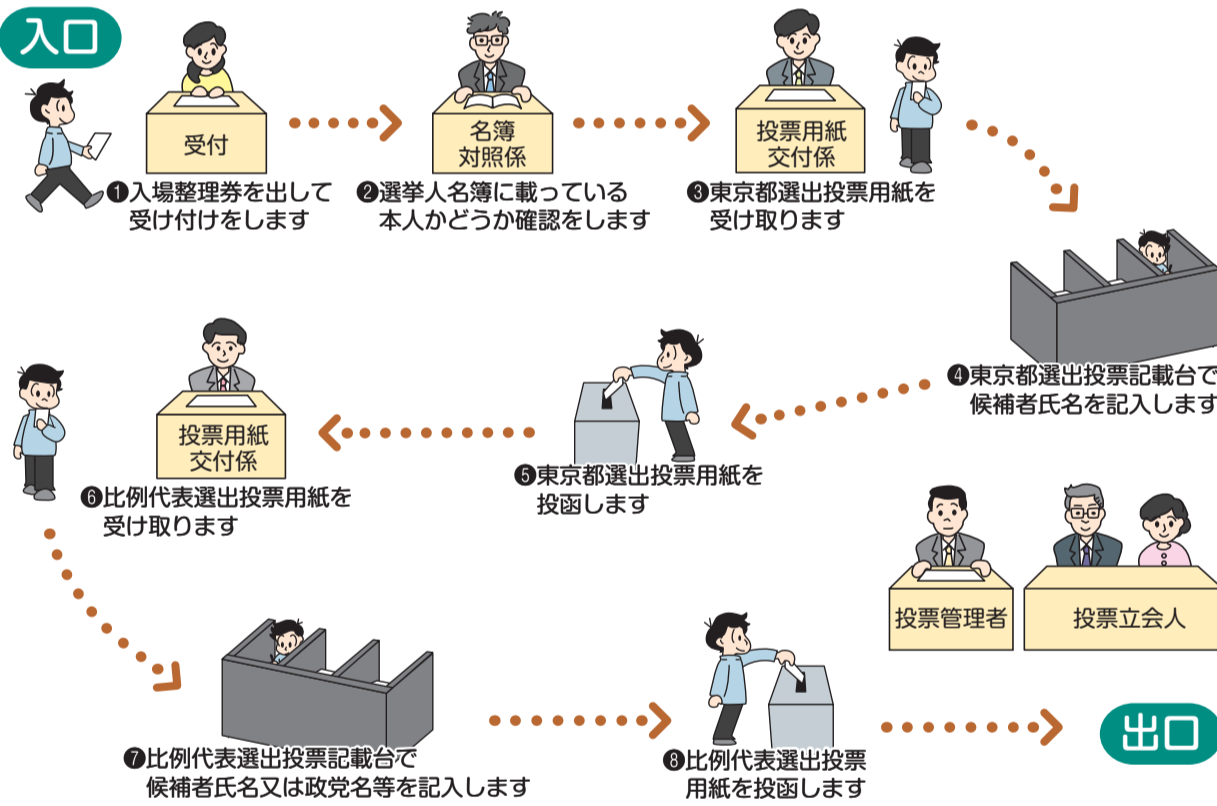 入口
受付
名簿
対照係
投票用紙
交付係
❶入場整理券を出して
受け付けをします
❷選挙人名簿に載っている
本人かどうか確認をします
❸東京都選出投票用紙を
受け取ります
❹東京都選出投票記載台で
候補者氏名を記入します
❺東京都選出投票用紙を
投函します
投票用紙
交付係
❻比例代表選出投票用紙を
受け取ります
投票管理者
投票立会人
❼比例代表選出投票記載台で
候補者氏名又は政党名等を記入します
❽比例代表選出投票
用紙を投函します
出口